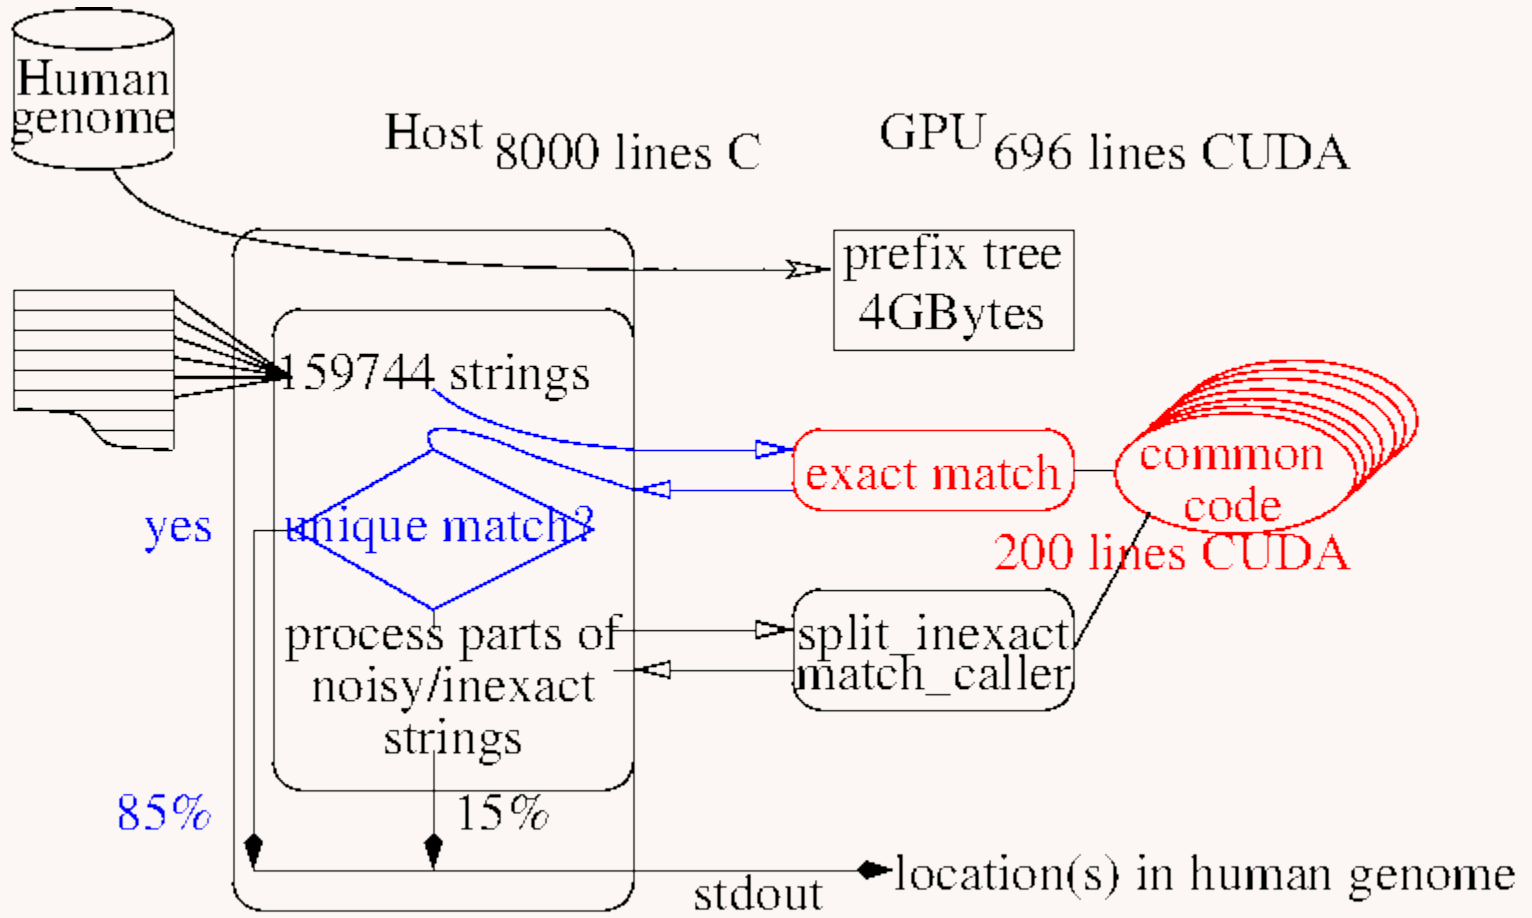 Human
genome
Host 8000 lines C
GPU 696 lines CUDA
prefix tree
4GBytes
159744 strings
exact match
common
code
200 lines CUDA
yes
unique match?
process parts of
noisy/inexact
strings
split_inexact
match_caller
85%
15%
stdout
location(s) in human genome